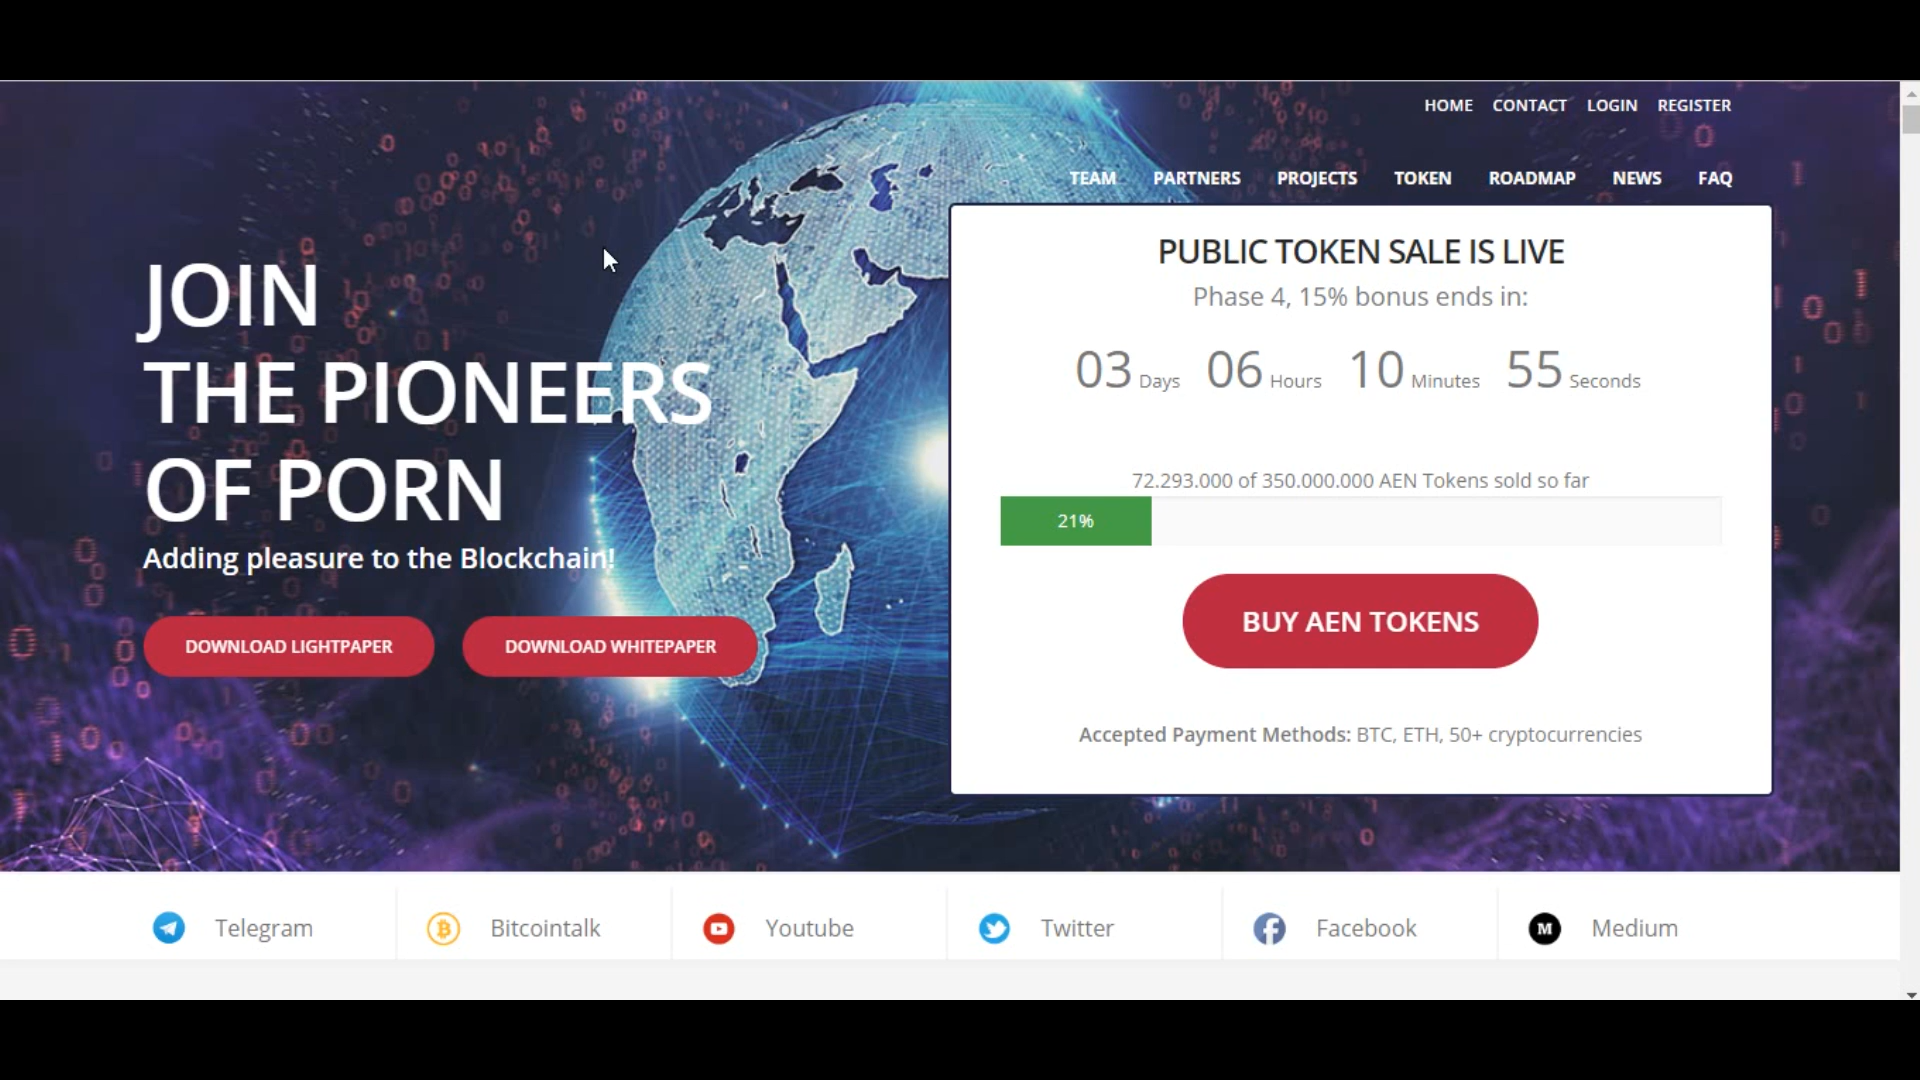 HOME CONTACT LOGIN REGISTER
TEAM PARTNERS PROJECTS TOKEN ROADMAP NEWS FAQ
JOIN
THE PIONEERS
OF PORN
Adding pleasure to the Blockchain!
DOWNLOAD LIGHTPAPER DOWNLOAD WHITEPAPER
PUBLIC TOKEN SALE IS LIVE
Phase 4, 15% bonus ends in:
03 Days 06 Hours 10 Minutes 55 Seconds
72.293.000 of 350.000.000 AEN Tokens sold so far
21%
BUY AEN TOKENS
Accepted Payment Methods: BTC, ETH, 50+ cryptocurrencies
Telegram Bitcointalk Youtube Twitter Facebook Medium